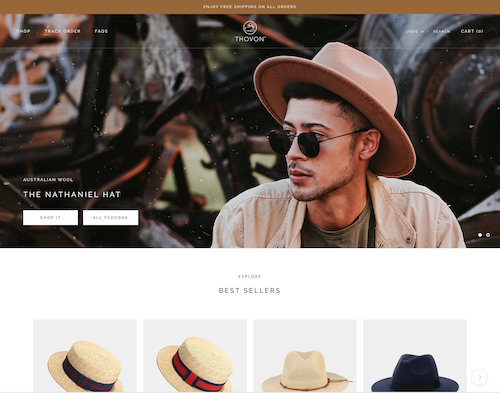 ENJOY FREE SHIPPING ON ALL ORDERS
SHOP TRACK ORDER FAQS
THOVON
USD$ SEARCH CART (0)
AUSTRALIAN WOOL
THE NATHANIEL HAT
SHOP IT ALL FEDORAS
EXPLORE
BEST SELLERS